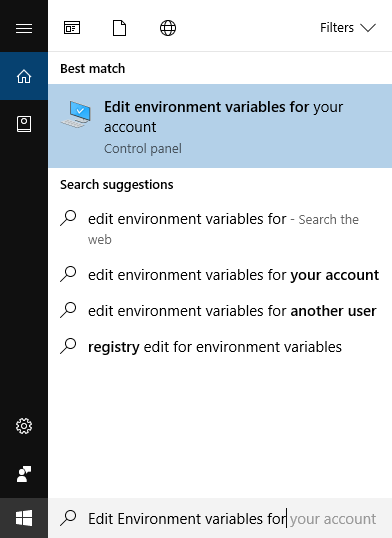 Filters
Best match
Edit environment variables for your
account
Control panel
Search suggestions
edit environment variables for - Search the
web
edit environment variables for your account
edit environment variables for another user
registry edit for environment variables
Edit Environment variables for your account